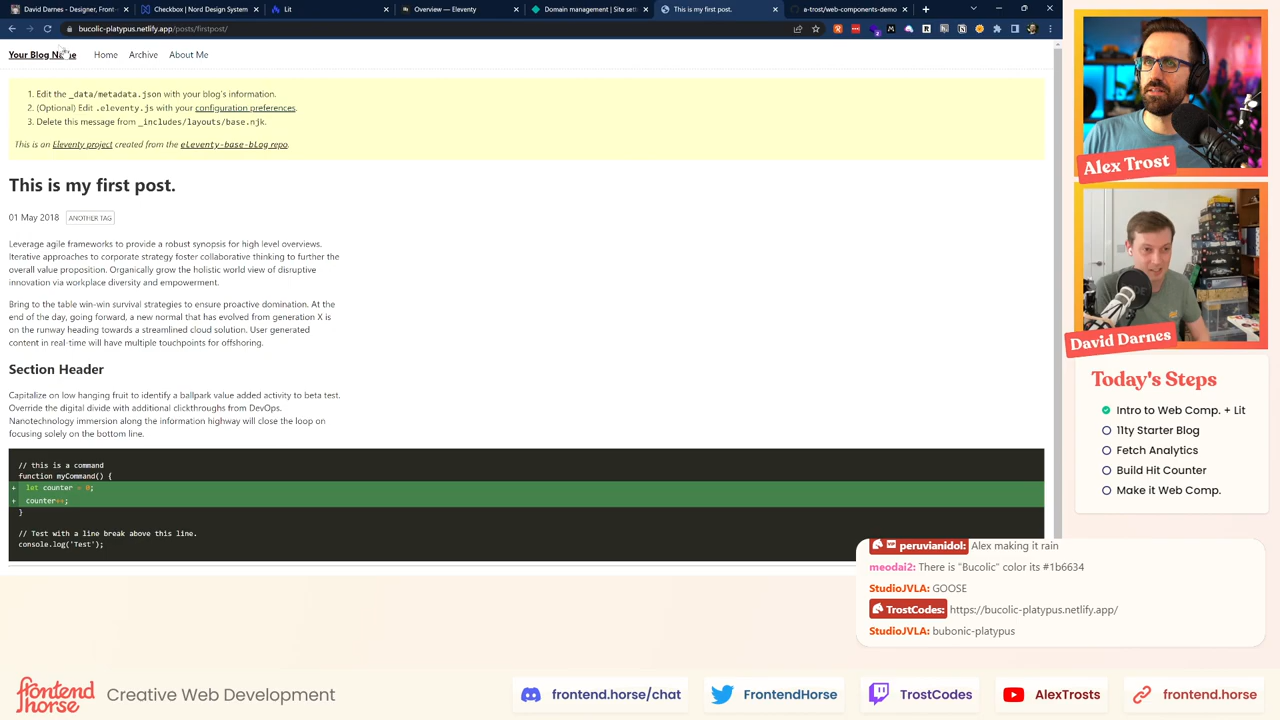 David Darnes - Designer, Front-
Checkbox | Nord Design System
Lit
Overview — Eleventy
Domain management | Site sett
This is my first post.
a-trost/web-components-demo
bucolic-platypus.netlify.app/posts/firstpost/
Your Blog Name
Home
Archive
About Me
1. Edit the _data/metadata.json with your blog's information.
2. (Optional) Edit .eleventy.js with your configuration preferences.
3. Delete this message from _includes/layouts/base.njk.
This is an Eleventy project created from the eleventy-base-blog repo.
This is my first post.
01 May 2018 ANOTHER TAG
Leverage agile frameworks to provide a robust synopsis for high level overviews.
Iterative approaches to corporate strategy foster collaborative thinking to further the
overall value proposition. Organically grow the holistic world view of disruptive
innovation via workplace diversity and empowerment.
Bring to the table win-win survival strategies to ensure proactive domination. At the
end of the day, going forward, a new normal that has evolved from generation X is
on the runway heading towards a streamlined cloud solution. User generated
content in real-time will have multiple touchpoints for offshoring.
Section Header
Capitalize on low hanging fruit to identify a ballpark value added activity to beta test.
Override the digital divide with additional clickthroughs from DevOps.
Nanotechnology immersion along the information highway will close the loop on
focusing solely on the bottom line.
// this is a command
function myCommand() {
+ let counter = 0;
+ counter++;
}
// Test with a line break above this line.
console.log('Test');
Alex Trost
David Darnes
Today's Steps
Intro to Web Comp. + Lit
11ty Starter Blog
Fetch Analytics
Build Hit Counter
Make it Web Comp.
peruvianidol: Alex making it rain
meodai2: There is "Bucolic" color its #1b6634
StudioJVLA: GOOSE
TrostCodes: https://bucolic-platypus.netlify.app/
StudioJVLA: bubonic-platypus
frontend
horse
Creative Web Development
frontend.horse/chat
FrontendHorse
TrostCodes
AlexTrosts
frontend.horse